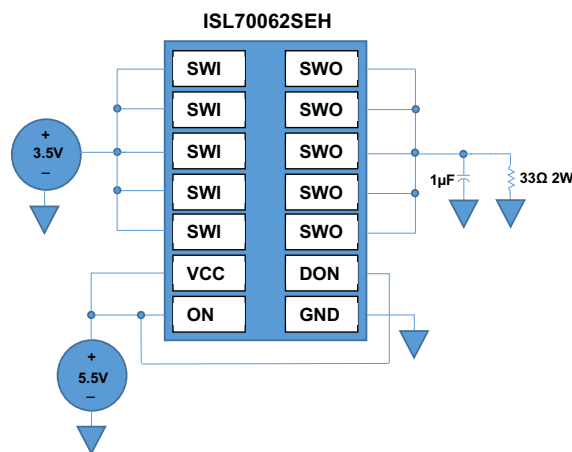 ISL70062SEH
SWI SWO
SWI SWO
+
3.5V
–
SWI SWO
1µF 33Ω 2W
SWI SWO
SWI SWO
VCC DON
ON GND
+
5.5V
–